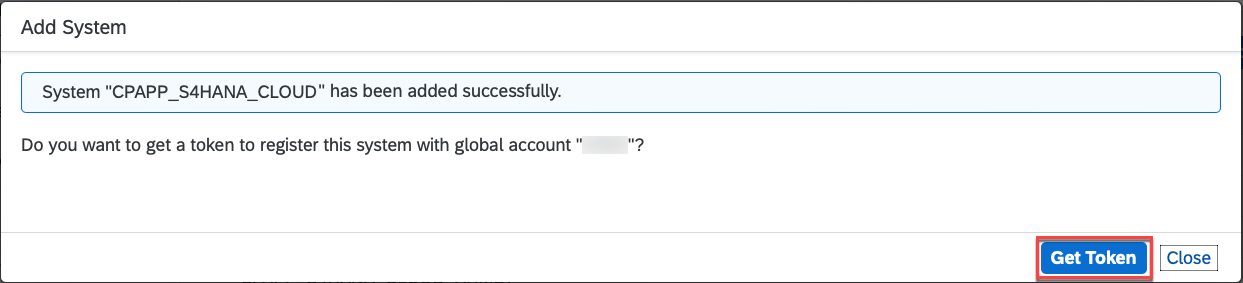 Add System
System "CPAPP_S4HANA_CLOUD" has been added successfully.
Do you want to get a token to register this system with global account " "?
Get Token Close